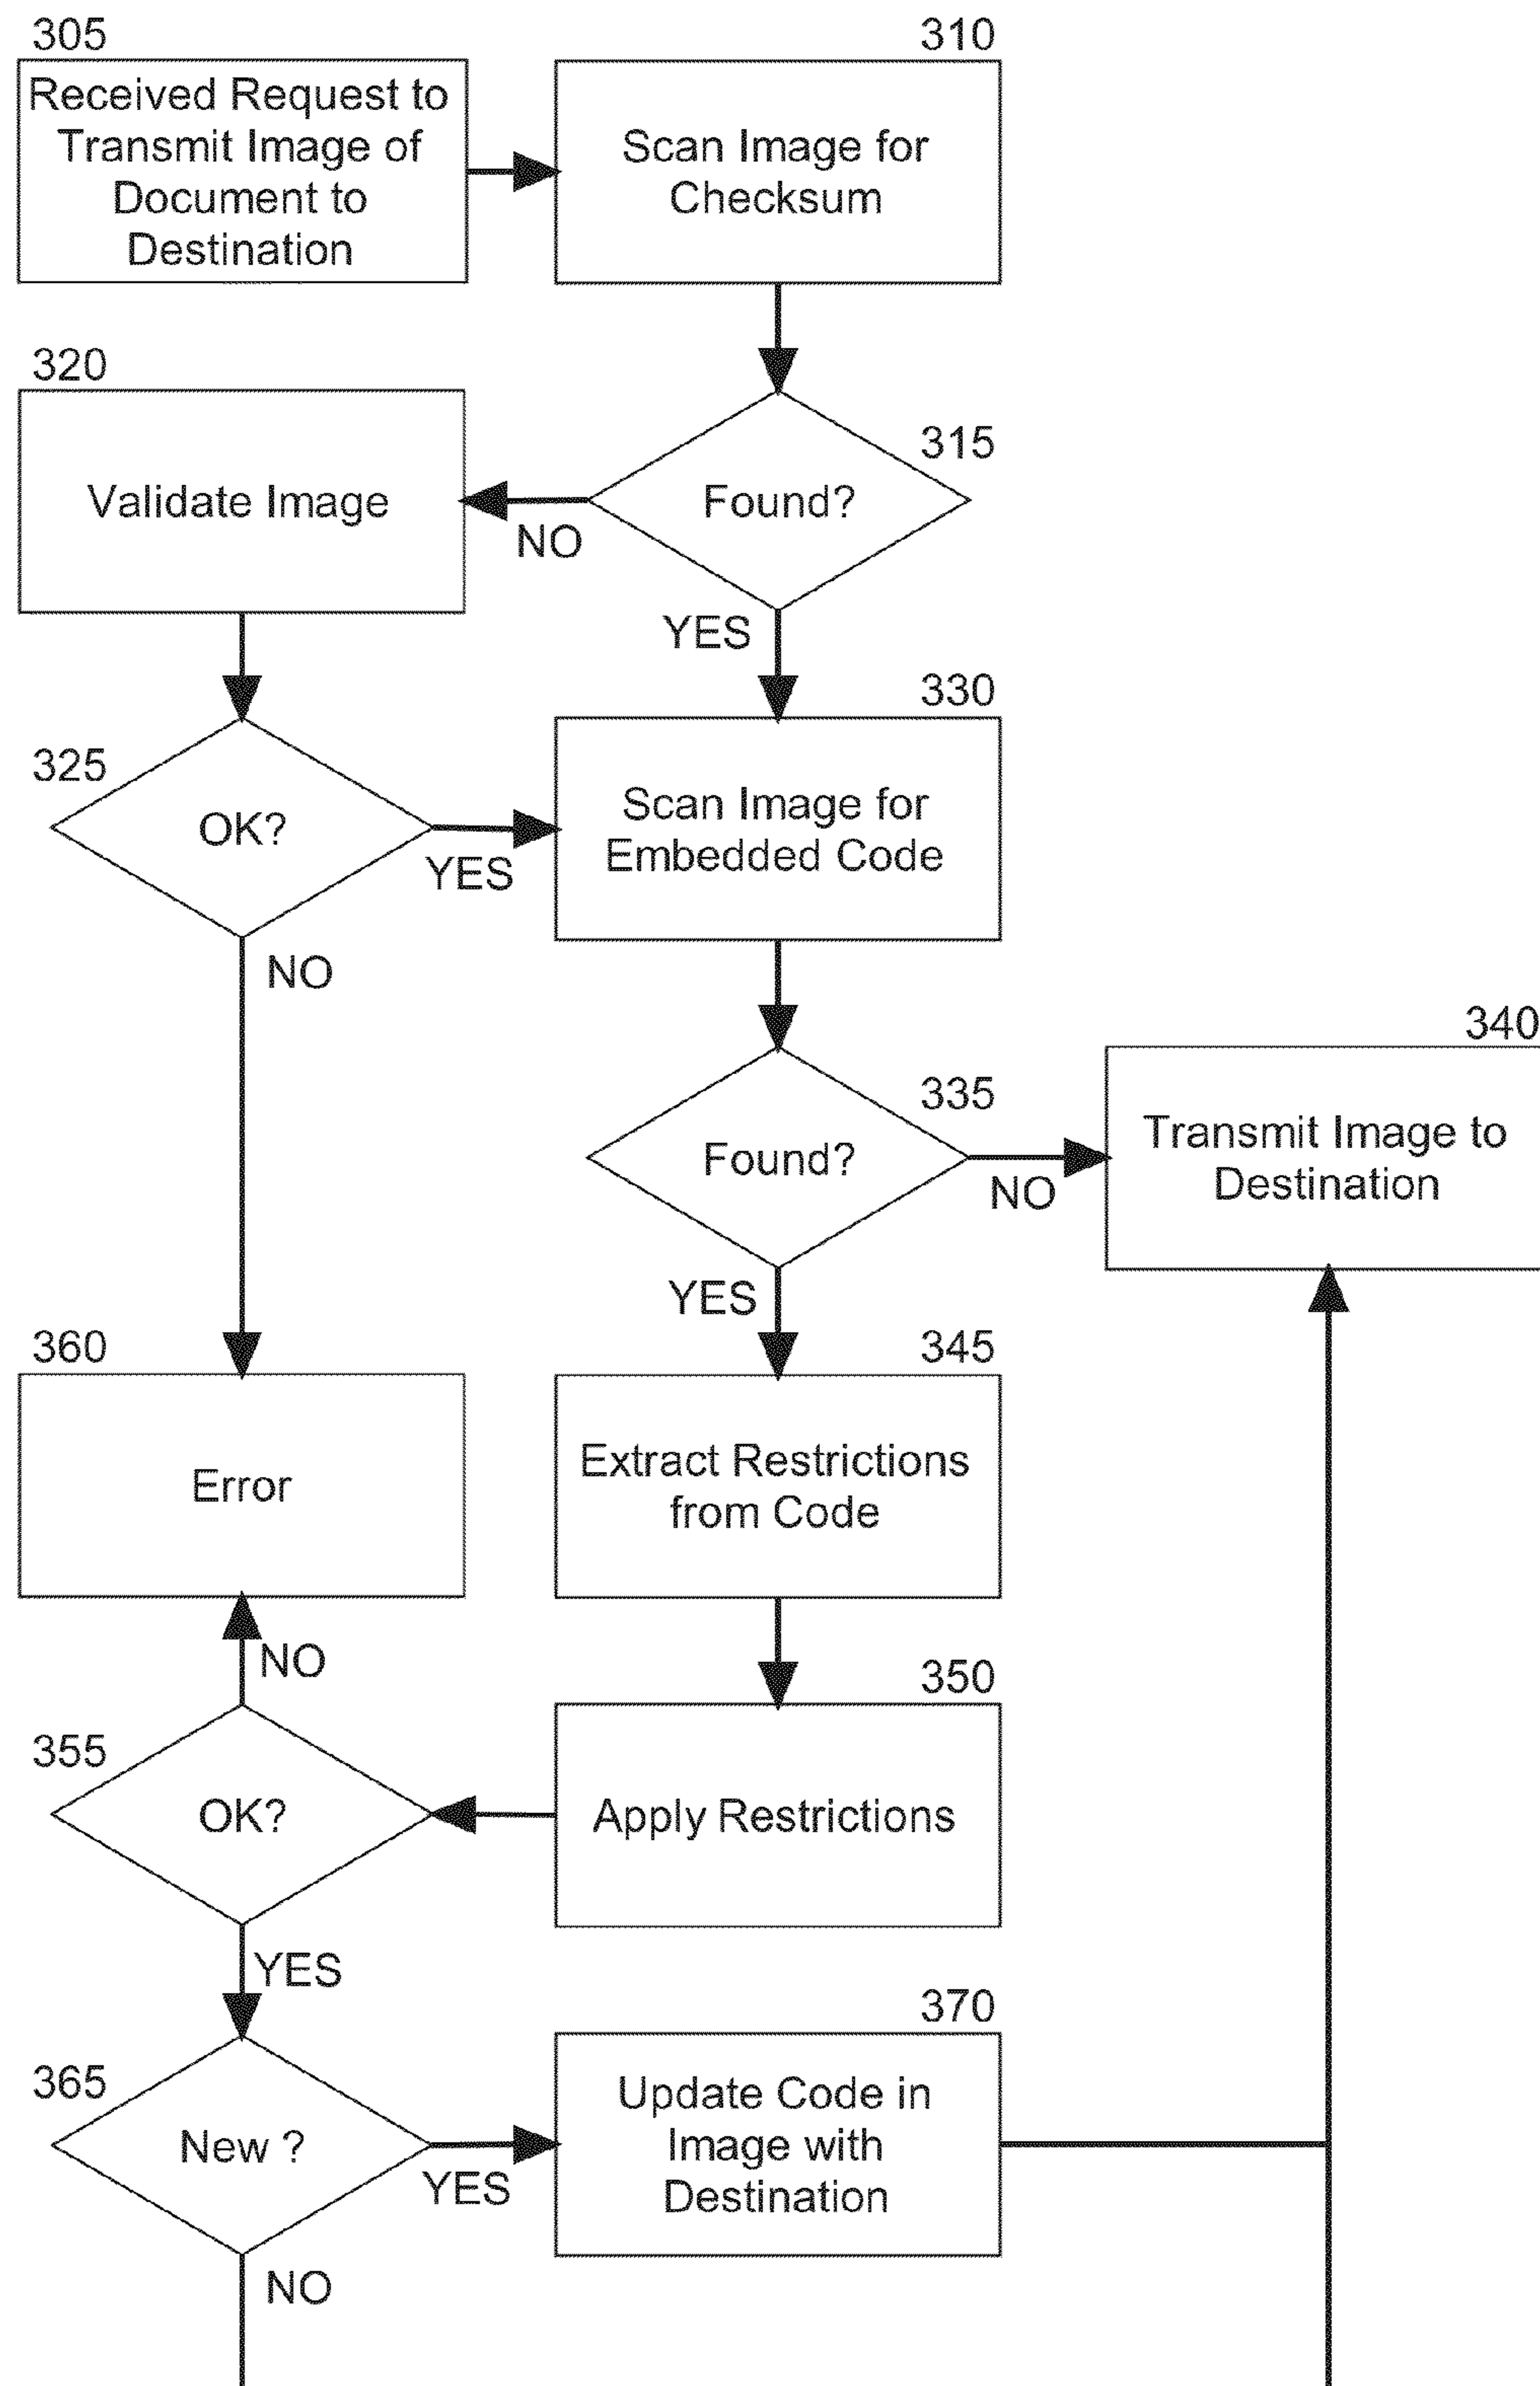 305
Received Request to
Transmit Image of
Document to
Destination
310
Scan Image for
Checksum
320
Validate Image
315
Found?
NO
YES
325
OK?
YES
NO
330
Scan Image for
Embedded Code
335
Found?
NO
YES
340
Transmit Image to
Destination
360
Error
345
Extract Restrictions
from Code
NO
350
Apply Restrictions
355
OK?
YES
365
New ?
YES
NO
370
Update Code in
Image with
Destination